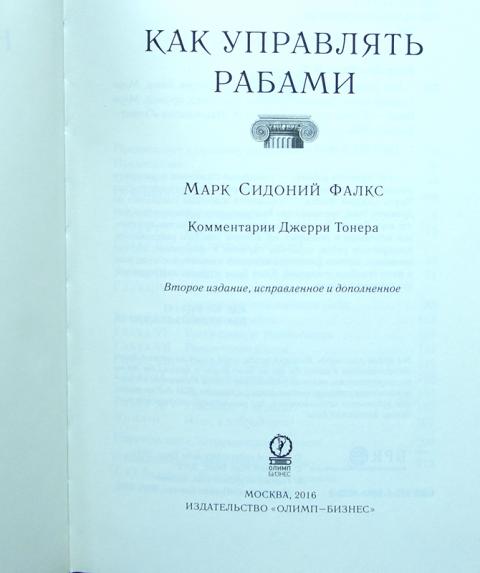 КАК УПРАВЛЯТЬ
РАБАМИ
Марк Сидоний Фалкс
Комментарии Джерри Тонера
Второе издание, исправленное и дополненное
ОЛИМП
БИЗНЕС
МОСКВА, 2016
ИЗДАТЕЛЬСТВО «ОЛИМП–БИЗНЕС»